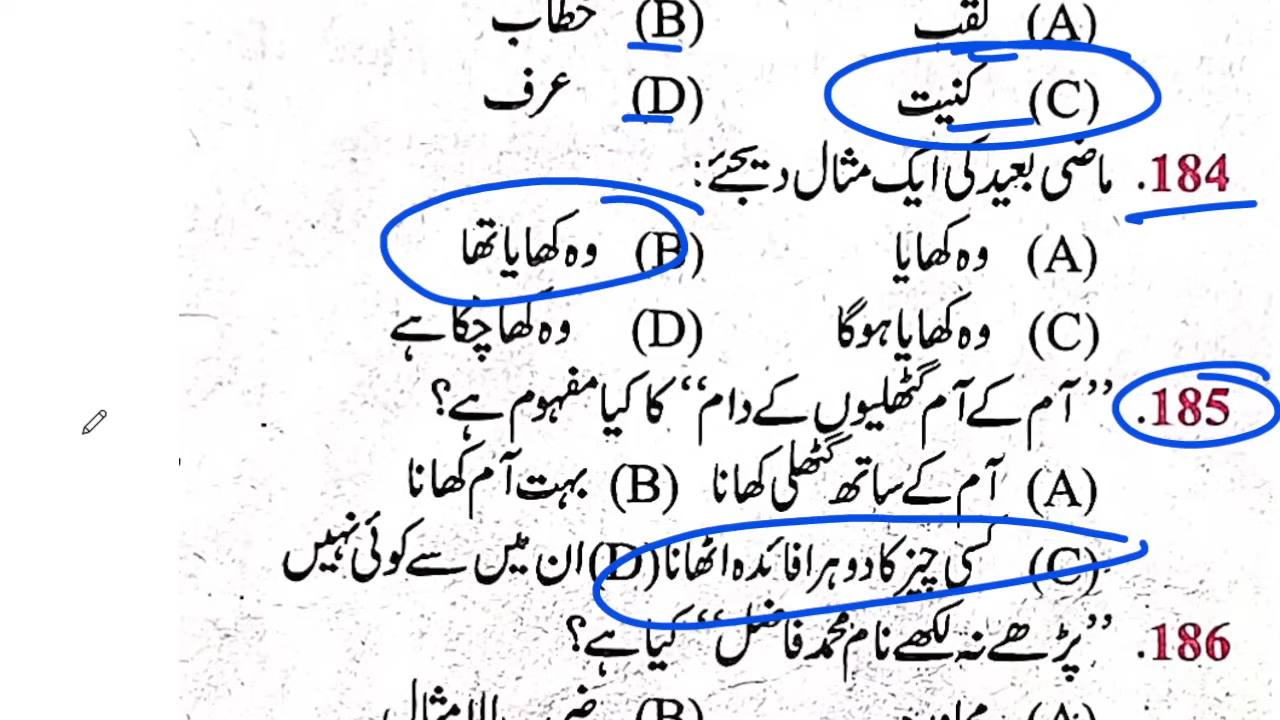 (A) لقب (B) خطاب
(C) کنیت (D) عرف
184. ماضی بعید کی ایک مثال دیجئے:
(A) وہ کھایا (B) وہ کھایا تھا
(C) وہ کھایا ہوگا (D) وہ کھا چکا ہے
185. ”آم کے آم گٹھلیوں کے دام“ کا کیا مفہوم ہے؟
(A) آم کے ساتھ گٹھلی کھانا (B) بہت آم کھانا
(C) کسی چیز کا دوہرا فائدہ اٹھانا (D) ان میں سے کوئی نہیں
186. ”پڑھے نہ لکھے نام محمد فاضل“ کیا ہے؟
(A) (B) ضرب المثال